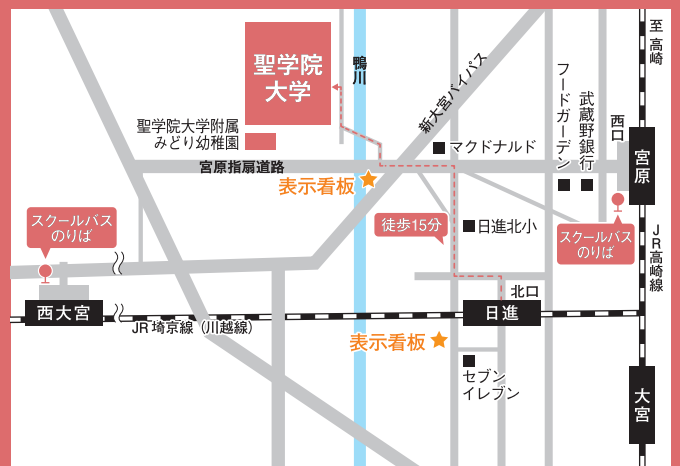 至 高崎
聖学院
大学
鴨川
新大宮バイパス
フードガーデン
武蔵野銀行
西口
聖学院大学附属
みどり幼稚園
マクドナルド
宮原
宮原指扇道路
表示看板
スクールバス
のりば
徒歩15分
日進北小
スクールバス
のりば
JR高崎線
北口
西大宮
日進
JR埼京線（川越線）
表示看板
セブン
イレブン
大宮